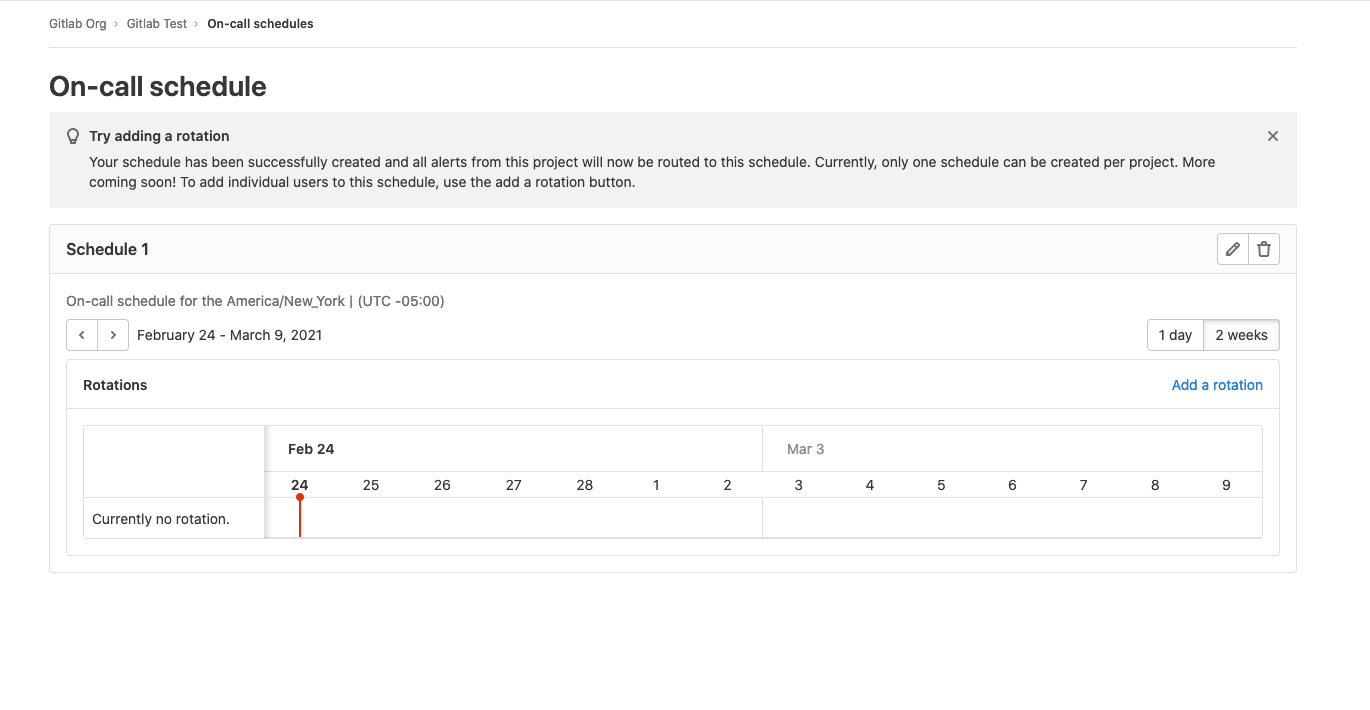 Gitlab Org › Gitlab Test › On-call schedules
On-call schedule
Try adding a rotation
Your schedule has been successfully created and all alerts from this project will now be routed to this schedule. Currently, only one schedule can be created per project. More
coming soon! To add individual users to this schedule, use the add a rotation button.
Schedule 1
On-call schedule for the America/New_York | (UTC -05:00)
February 24 - March 9, 2021
1 day 2 weeks
Rotations
Add a rotation
Feb 24 Mar 3
24 25 26 27 28 1 2 3 4 5 6 7 8 9
Currently no rotation.